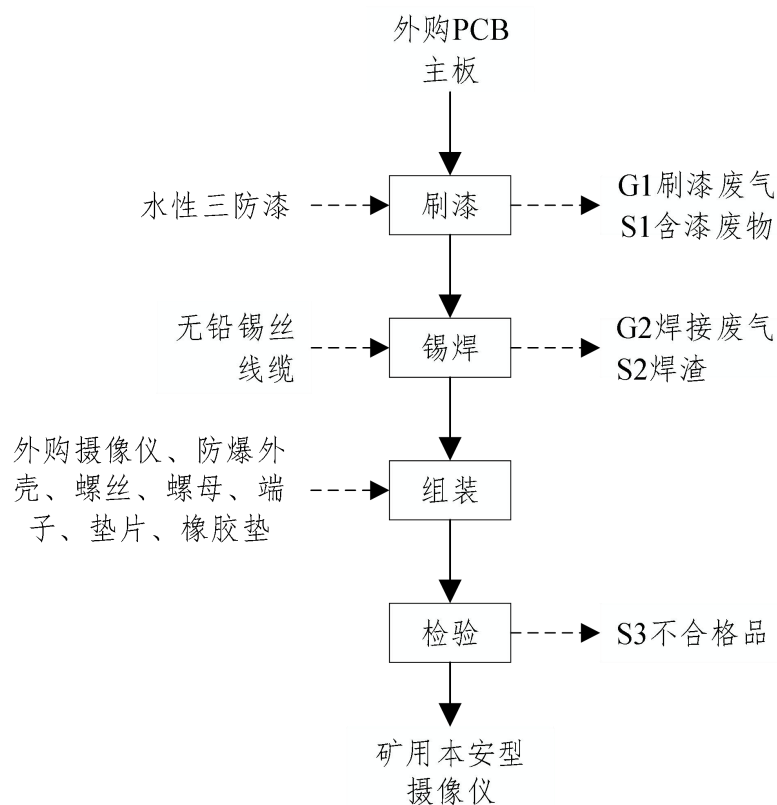 外购PCB
主板
水性三防漆
刷漆
G1刷漆废气
S1含漆废物
无铅锡丝
线缆
锡焊
G2焊接废气
S2焊渣
外购摄像仪、防爆外
壳、螺丝、螺母、端
子、垫片、橡胶垫
组装
检验
S3不合格品
矿用本安型
摄像仪